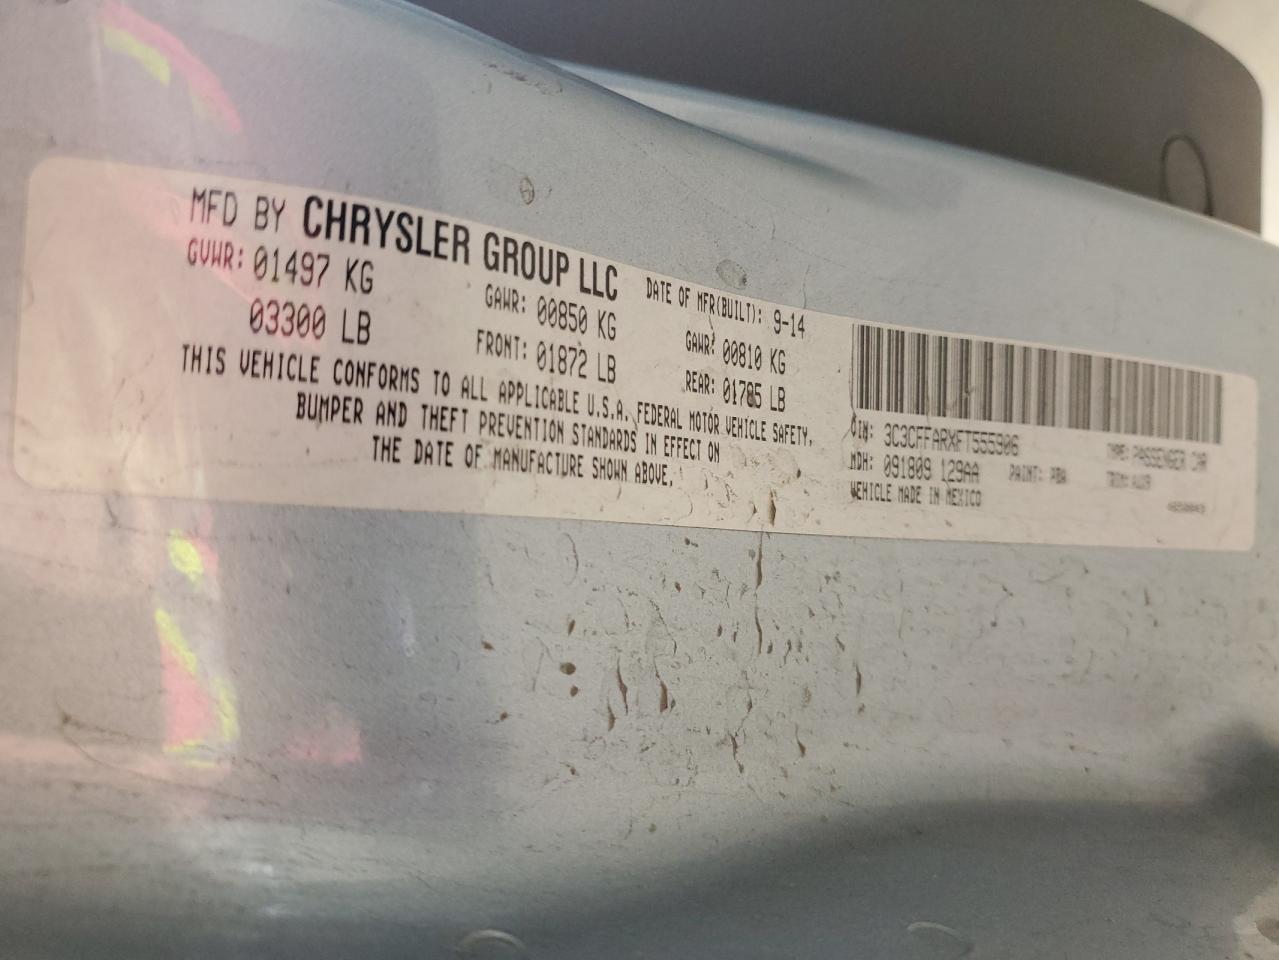 MFD BY CHRYSLER GROUP LLC
DATE OF MFR(BUILT): 9-14
GVWR: 01497 KG
03300 LB
GAWR: 00850 KG
FRONT: 01872 LB
GAWR: 00810 KG
REAR: 01785 LB
THIS VEHICLE CONFORMS TO ALL APPLICABLE U.S.A. FEDERAL MOTOR VEHICLE SAFETY,
BUMPER AND THEFT PREVENTION STANDARDS IN EFFECT ON
THE DATE OF MANUFACTURE SHOWN ABOVE.
VIN: 3C3CFFARXFT555906
TYPE: PASSENGER CAR
MDH: 091809 129AA
PAINT: PBA
TRIM:
VEHICLE MADE IN MEXICO